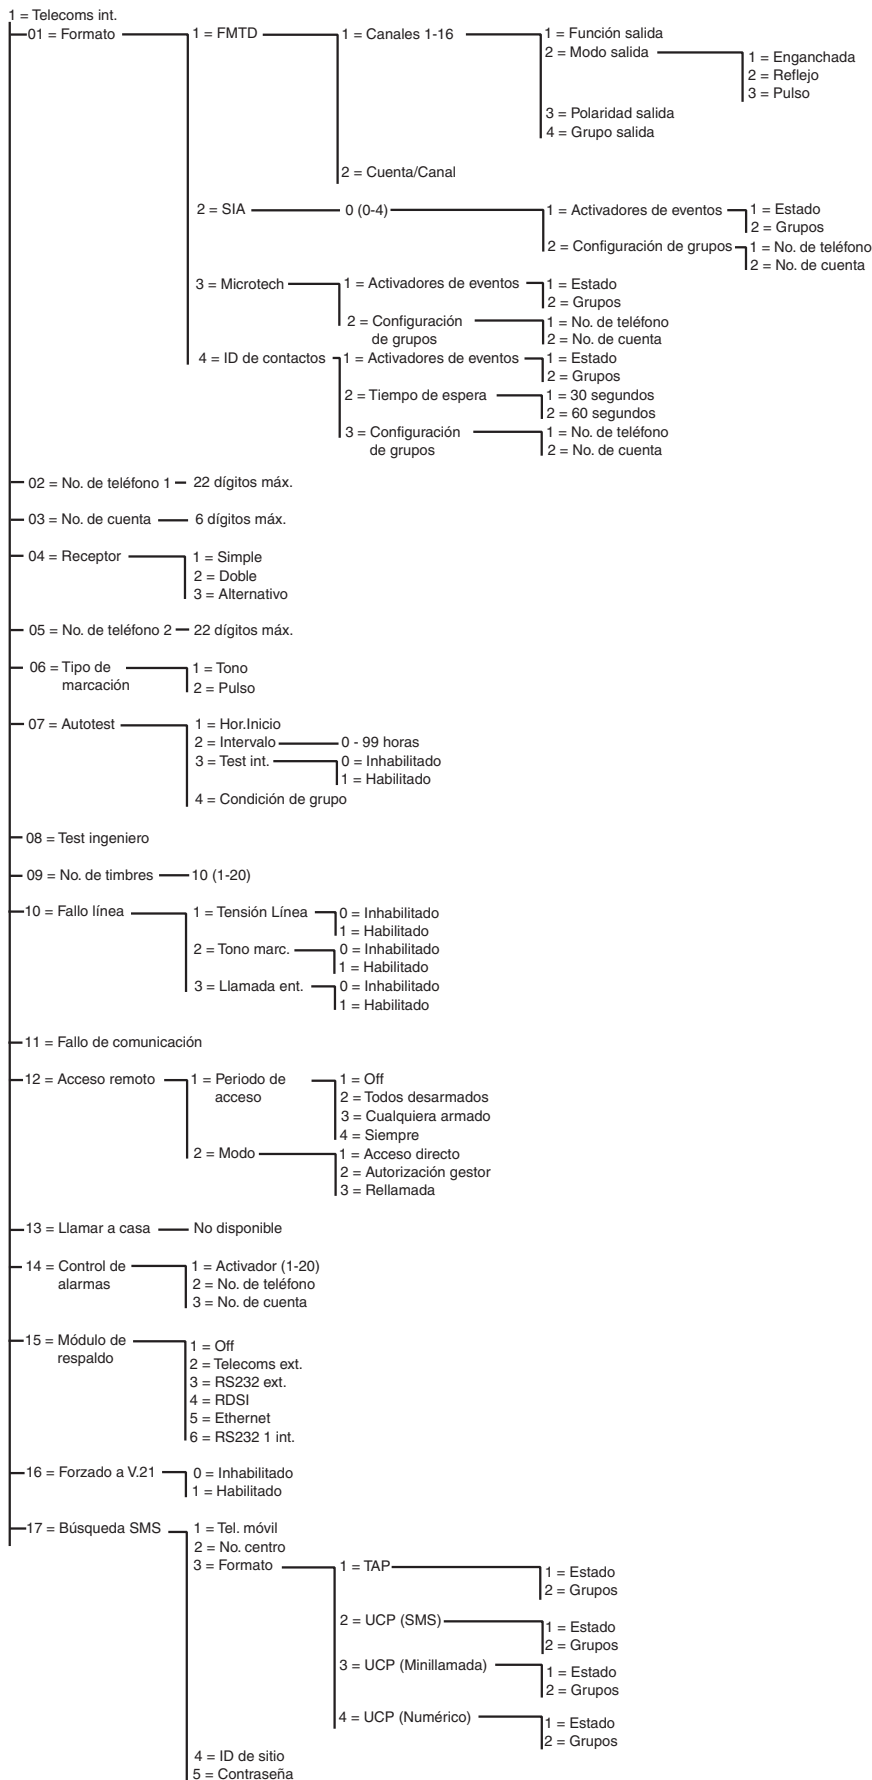 1 = Telecoms int.
01 = Formato
1 = FMTD
1 = Canales 1-16
1 = Función salida
2 = Modo salida
1 = Enganchada
2 = Reflejo
3 = Pulso
3 = Polaridad salida
4 = Grupo salida
2 = Cuenta/Canal
2 = SIA
0 (0-4)
1 = Activadores de eventos
1 = Estado
2 = Grupos
2 = Configuración de grupos
1 = No. de teléfono
2 = No. de cuenta
3 = Microtech
1 = Activadores de eventos
1 = Estado
2 = Grupos
2 = Configuración
de grupos
1 = No. de teléfono
2 = No. de cuenta
4 = ID de contactos
1 = Activadores de eventos
1 = Estado
2 = Grupos
2 = Tiempo de espera
1 = 30 segundos
2 = 60 segundos
3 = Configuración
de grupos
1 = No. de teléfono
2 = No. de cuenta
02 = No. de teléfono 1
22 dígitos máx.
03 = No. de cuenta
6 dígitos máx.
04 = Receptor
1 = Simple
2 = Doble
3 = Alternativo
05 = No. de teléfono 2
22 dígitos máx.
06 = Tipo de
marcación
1 = Tono
2 = Pulso
07 = Autotest
1 = Hor.Inicio
2 = Intervalo
0 - 99 horas
3 = Test int.
0 = Inhabilitado
1 = Habilitado
4 = Condición de grupo
08 = Test ingeniero
09 = No. de timbres
10 (1-20)
10 = Fallo línea
1 = Tensión Línea
0 = Inhabilitado
1 = Habilitado
2 = Tono marc.
0 = Inhabilitado
1 = Habilitado
3 = Llamada ent.
0 = Inhabilitado
1 = Habilitado
11 = Fallo de comunicación
12 = Acceso remoto
1 = Periodo de
acceso
1 = Off
2 = Todos desarmados
3 = Cualquiera armado
4 = Siempre
2 = Modo
1 = Acceso directo
2 = Autorización gestor
3 = Rellamada
13 = Llamar a casa
No disponible
14 = Control de
alarmas
1 = Activador (1-20)
2 = No. de teléfono
3 = No. de cuenta
15 = Módulo de
respaldo
1 = Off
2 = Telecoms ext.
3 = RS232 ext.
4 = RDSI
5 = Ethernet
6 = RS232 1 int.
16 = Forzado a V.21
0 = Inhabilitado
1 = Habilitado
17 = Búsqueda SMS
1 = Tel. móvil
2 = No. centro
3 = Formato
1 = TAP
1 = Estado
2 = Grupos
2 = UCP (SMS)
1 = Estado
2 = Grupos
3 = UCP (Minillamada)
1 = Estado
2 = Grupos
4 = UCP (Numérico)
1 = Estado
2 = Grupos
4 = ID de sitio
5 = Contraseña